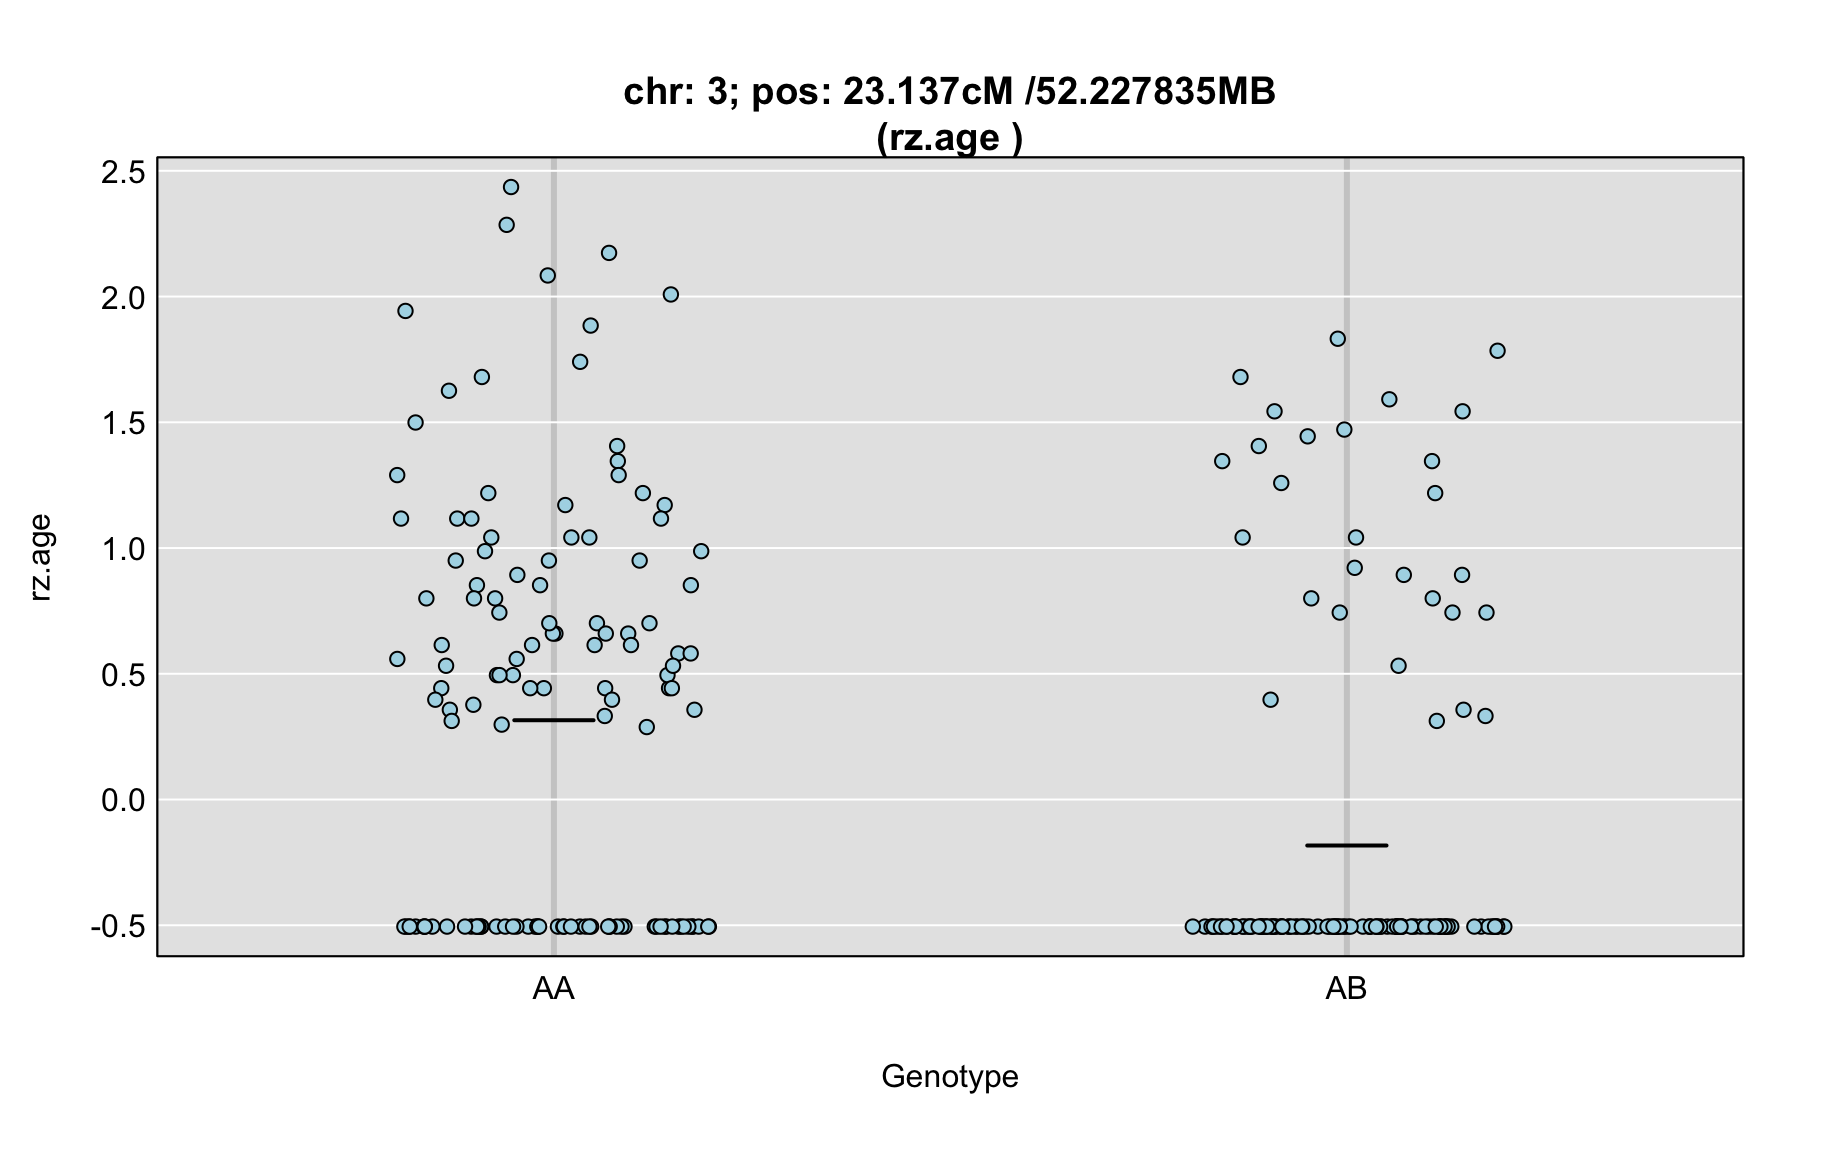 chr: 3; pos: 23.137cM /52.227835MB
(rz.age )
2.5
2.0
1.5
1.0
0.5
0.0
-0.5
rz.age
AA
AB
Genotype